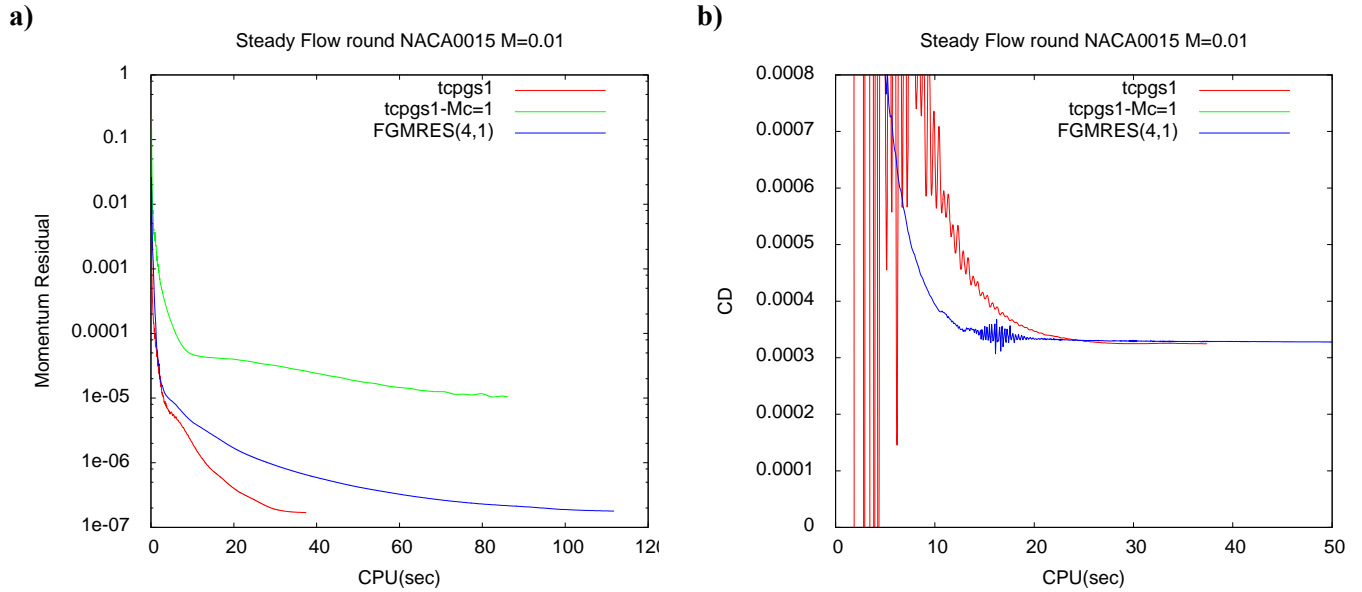 a)
Steady Flow round NACA0015 M=0.01
Momentum Residual
1
0.1
0.01
0.001
0.0001
1e-05
1e-06
1e-07
tcpgs1
tcpgs1-Mc=1
FGMRES(4,1)
0 20 40 60 80 100 12
CPU(sec)
b)
Steady Flow round NACA0015 M=0.01
CD
0.0008
0.0007
0.0006
0.0005
0.0004
0.0003
0.0002
0.0001
0
tcpgs1
tcpgs1-Mc=1
FGMRES(4,1)
0 10 20 30 40 50
CPU(sec)